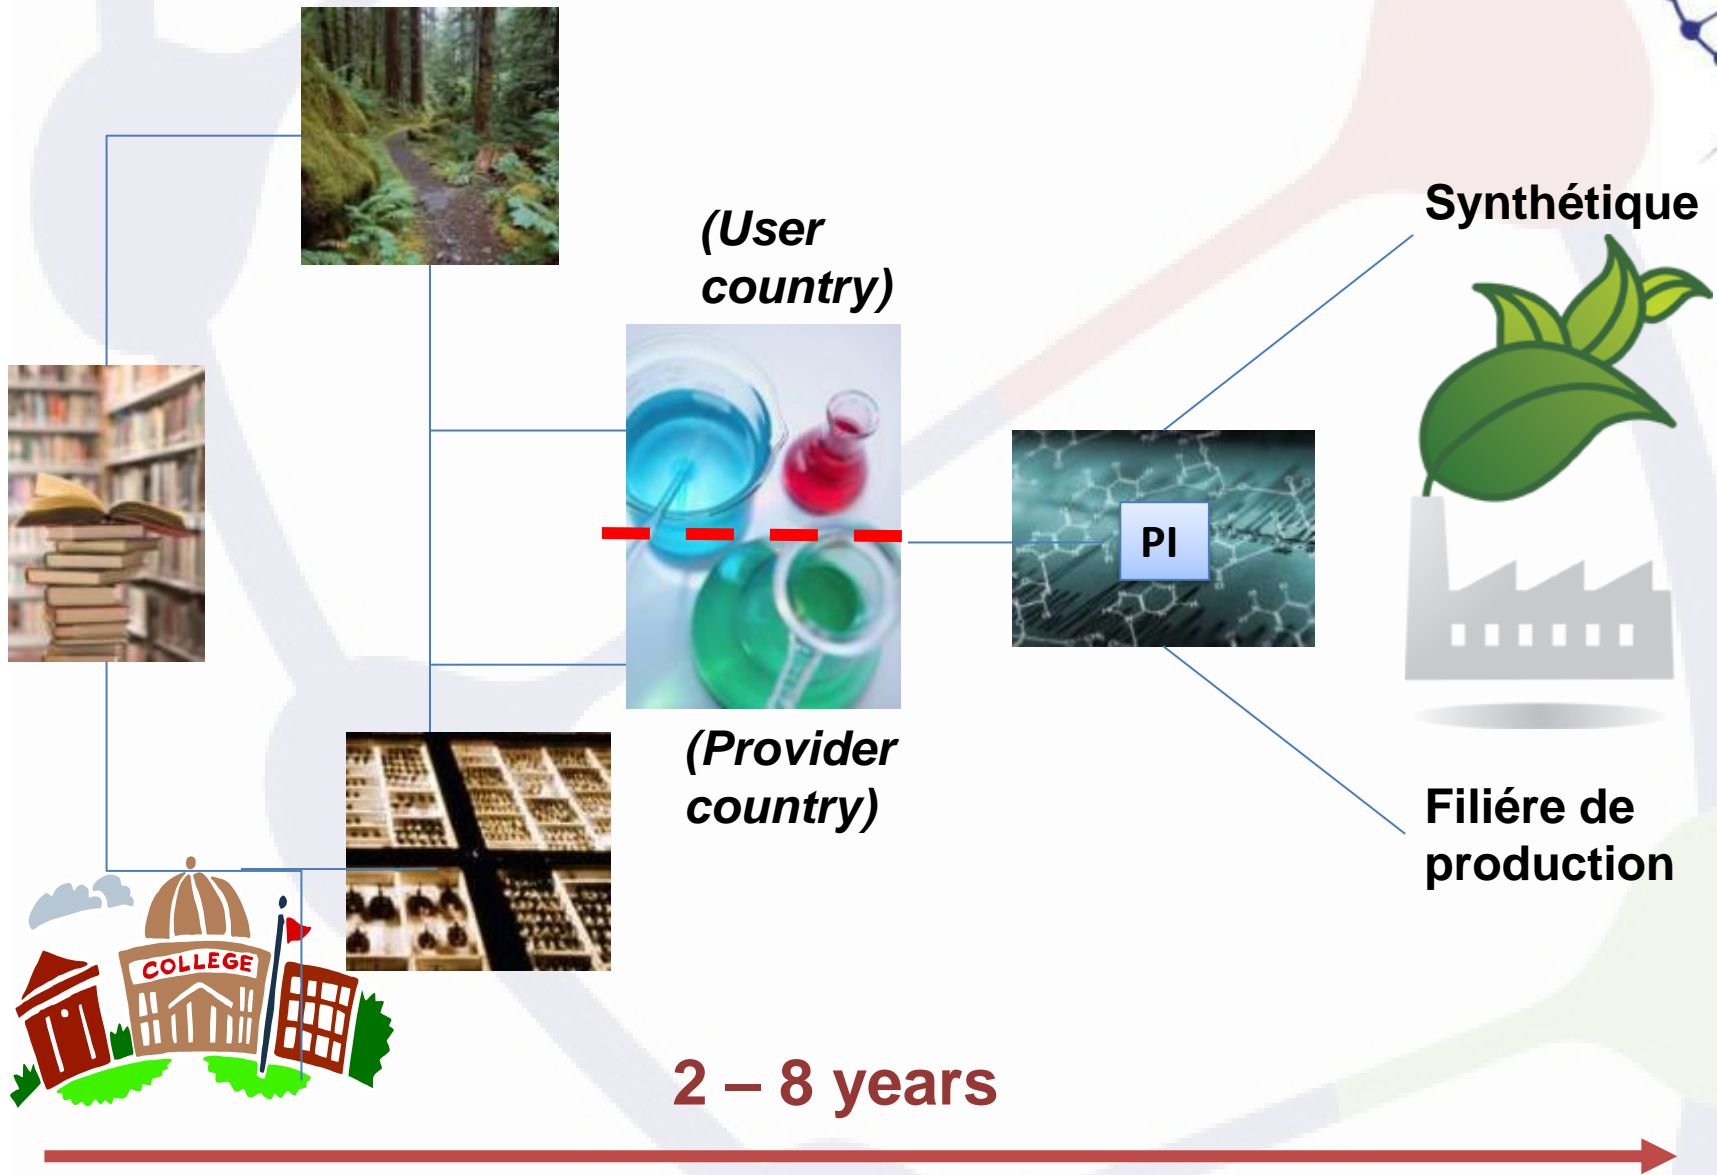 Synthétique
(User
country)
PI
(Provider
country)
Filiére de
production
COLLEGE
2 – 8 years